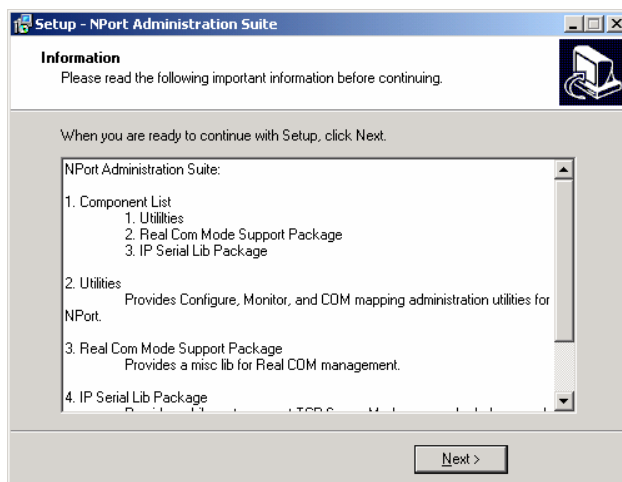 Setup - NPort Administration Suite
Information
Please read the following important information before continuing.
When you are ready to continue with Setup, click Next.
NPort Administration Suite:
1. Component List
1. Utililties
2. Real Com Mode Support Package
3. IP Serial Lib Package
2. Utilities
Provides Configure, Monitor, and COM mapping administration utilities for
NPort.
3. Real Com Mode Support Package
Provides a misc lib for Real COM management.
4. IP Serial Lib Package
Next >